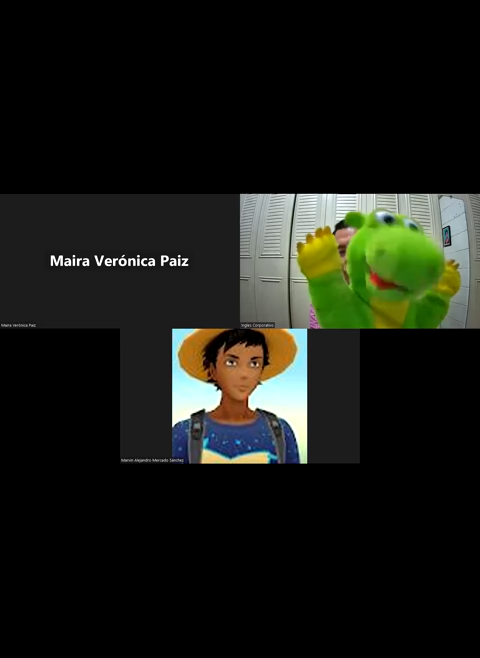 Maira Verónica Paiz
Maira Verónica Paiz
Inglés Corporativo
Marvin Alejandro Mercado Sánchez